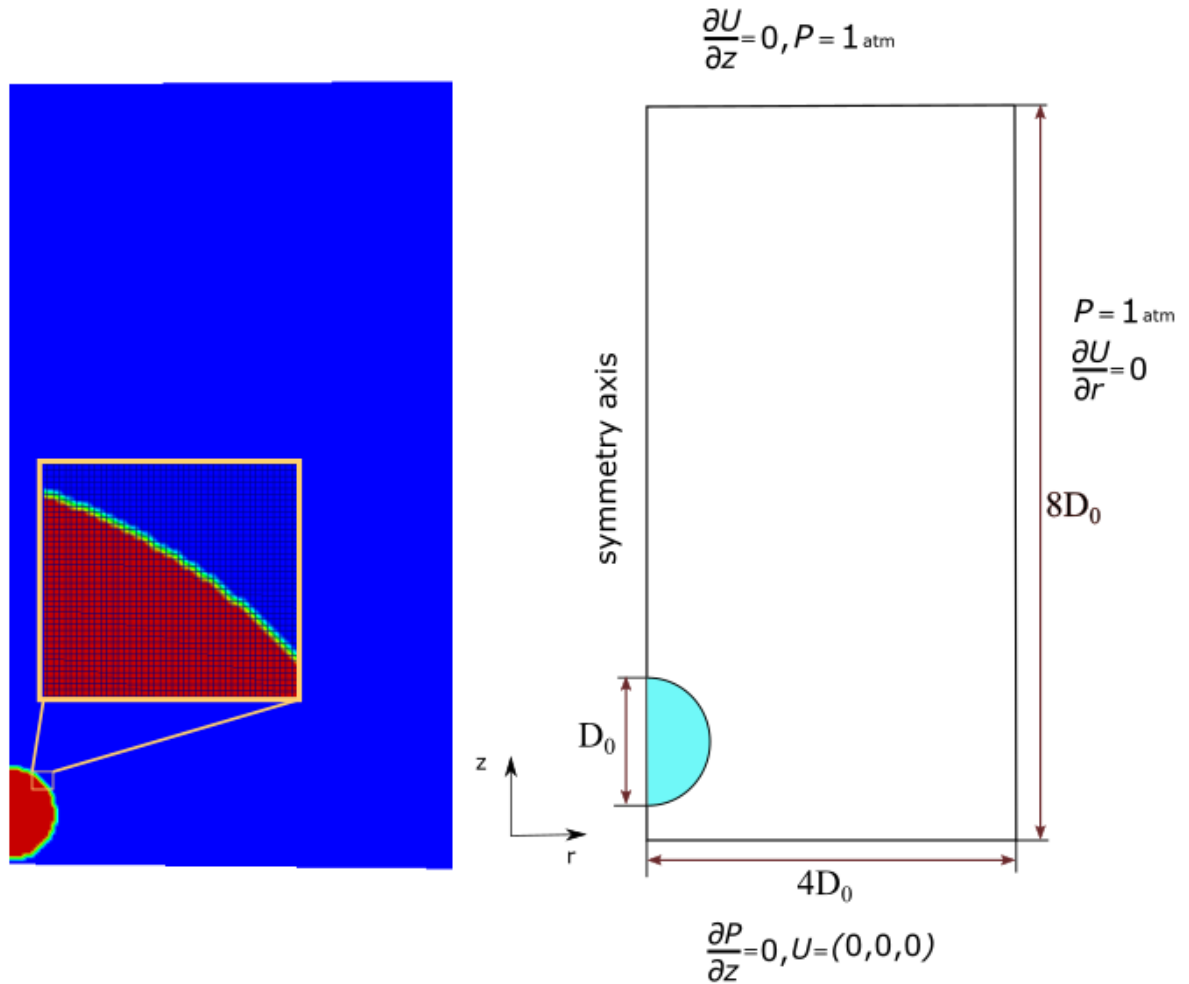 ∂U/∂z=0, P = 1 atm
P = 1 atm
∂U/∂r=0
symmetry axis
8D₀
D₀
z
r
4D₀
∂P/∂z=0, U=(0,0,0)